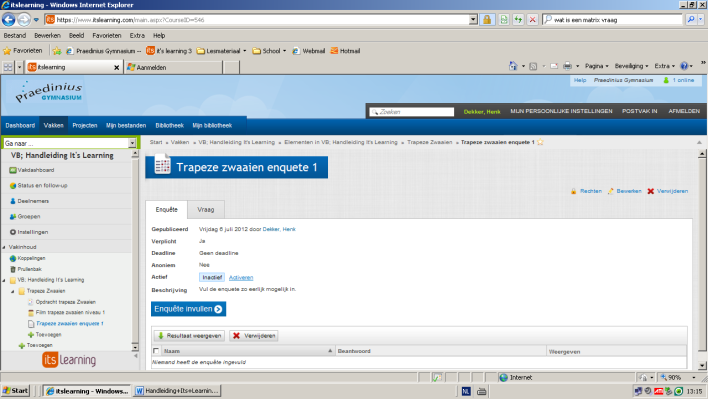 itslearning - Windows Internet Explorer
https://www.itslearning.com/main.aspx?CourseID=546
wat is een matrix vraag
Bestand Bewerken Beeld Favorieten Extra Help
Favorieten Praedinius Gymnasium - it's learning 3 Lesmateriaal School Webmail Hotmail
itslearning Aanmelden Pagina Beveiliging Extra
Praedinius GYMNASIUM
Help Praedinius Gymnasium 1 online
Zoeken Dekker, Henk MIJN PERSOONLIJKE INSTELLINGEN POSTVAK IN AFMELDEN
Dashboard Vakken Projecten Mijn bestanden Bibliotheek Mijn bibliotheek
Ga naar ...
Start » Vakken » VB; Handleiding It's Learning » Elementen in VB; Handleiding It's Learning » Trapeze Zwaaien » Trapeze zwaaien enquete 1
VB; Handleiding It's Learning
Vakdashboard
Status en follow-up
Deelnemers
Groepen
Instellingen
Vakinhoud
Koppelingen
Prullenbak
VB; Handleiding It's Learning
Trapeze Zwaaien
Opdracht trapeze Zwaaien
Film trapeze zwaaien niveau 1
Trapeze zwaaien enquete 1
Toevoegen
Toevoegen
its Learning
Trapeze zwaaien enquete 1
Rechten Bewerken Verwijderen
Enquête Vraag
Gepubliceerd Vrijdag 6 juli 2012 door Dekker, Henk
Verplicht Ja
Deadline Geen deadline
Anoniem Nee
Actief Inactief Activeren
Beschrijving Vul de enquete zo eerlijk mogelijk in.
Enquête invullen
Resultaat weergeven Verwijderen
Naam Beantwoord Weergeven
Niemand heeft de enquête ingevuld
Internet 90%
Start itslearning - Windows... Handleiding+Its+Learnin... NL 13:15